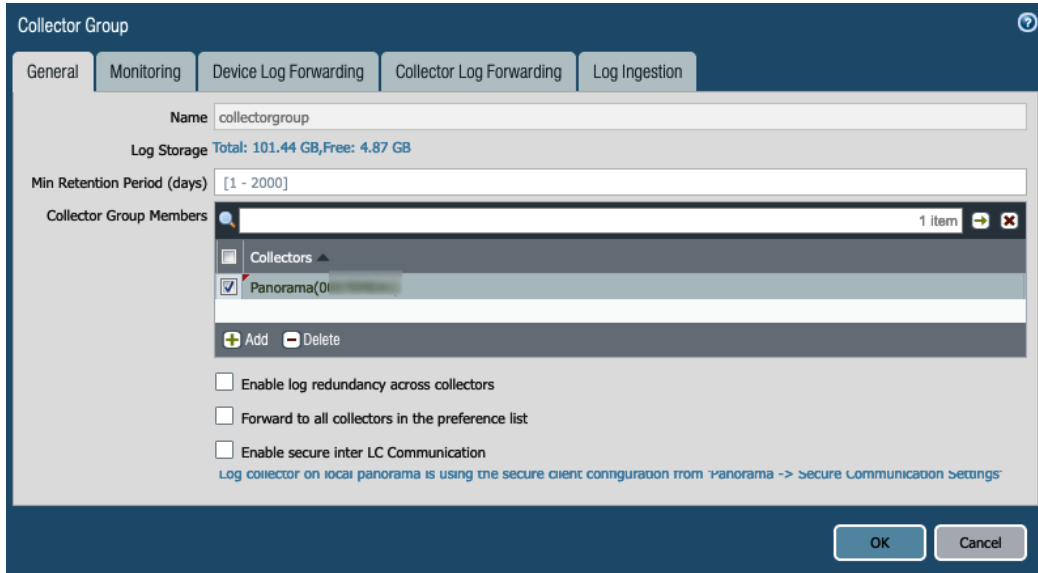 Collector Group
General Monitoring Device Log Forwarding Collector Log Forwarding Log Ingestion
Name collectorgroup
Log Storage Total: 101.44 GB,Free: 4.87 GB
Min Retention Period (days) [1 - 2000]
Collector Group Members 1 item
Collectors
Panorama(0
Add Delete
Enable log redundancy across collectors
Forward to all collectors in the preference list
Enable secure inter LC Communication
Log collector on local panorama is using the secure client configuration from 'Panorama -> Secure Communication Settings'
OK Cancel